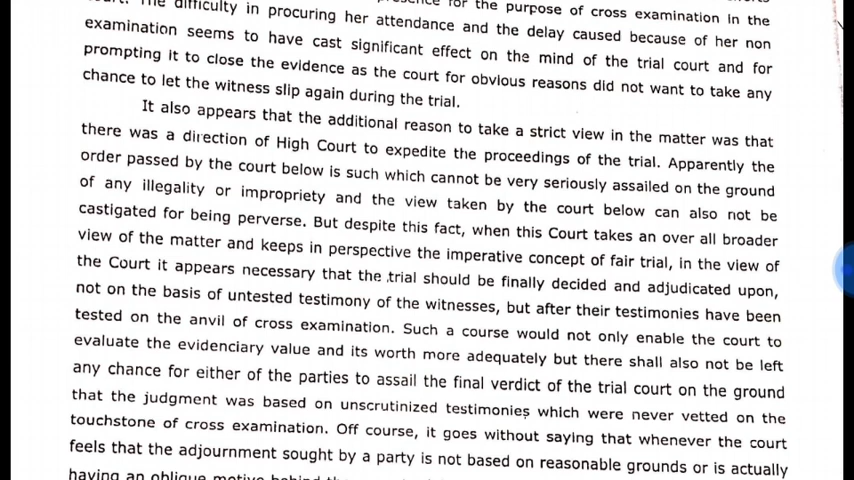 The difficulty in procuring her attendance and the delay caused because of her non
for the purpose of cross examination in the
examination seems to have cast significant effect on the mind of the trial court and for
prompting it to close the evidence as the court for obvious reasons did not want to take any
chance to let the witness slip again during the trial.
It also appears that the additional reason to take a strict view in the matter was that
there was a direction of High Court to expedite the proceedings of the trial. Apparently the
order passed by the court below is such which cannot be very seriously assailed on the ground
of any illegality or impropriety and the view taken by the court below can also not be
castigated for being perverse. But despite this fact, when this Court takes an over all broader
view of the matter and keeps in perspective the imperative concept of fair trial, in the view of
the Court it appears necessary that the trial should be finally decided and adjudicated upon,
not on the basis of untested testimony of the witnesses, but after their testimonies have been
tested on the anvil of cross examination. Such a course would not only enable the court to
evaluate the evidenciary value and its worth more adequately but there shall also not be left
any chance for either of the parties to assail the final verdict of the trial court on the ground
that the judgment was based on unscrutinized testimonies which were never vetted on the
touchstone of cross examination. Off course, it goes without saying that whenever the court
feels that the adjournment sought by a party is not based on reasonable grounds or is actually
having an oblique motive behind